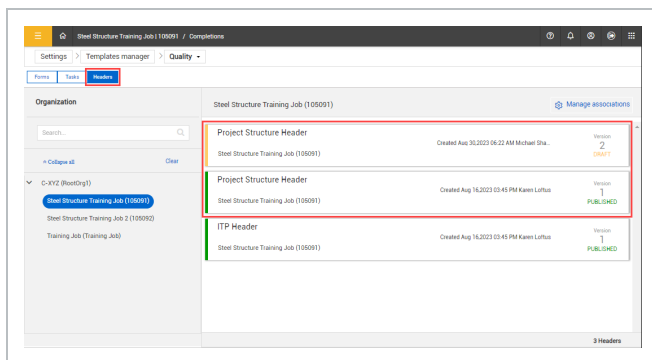 Steel Structure Training Job | 105091 / Completions
Settings > Templates manager > Quality
Forms Tasks Headers
Organization
Steel Structure Training Job (105091)
Manage associations
Search...
Collapse all
Clear
C-XYZ (RootOrg1)
Steel Structure Training Job (105091)
Steel Structure Training Job 2 (105092)
Training Job (Training Job)
Project Structure Header
Steel Structure Training Job (105091)
Created Aug 30,2023 06:22 AM Michael Sha...
Version
2
DRAFT
Project Structure Header
Steel Structure Training Job (105091)
Created Aug 16,2023 03:45 PM Karen Loftus
Version
1
PUBLISHED
ITP Header
Steel Structure Training Job (105091)
Created Aug 16,2023 03:45 PM Karen Loftus
Version
1
PUBLISHED
3 Headers